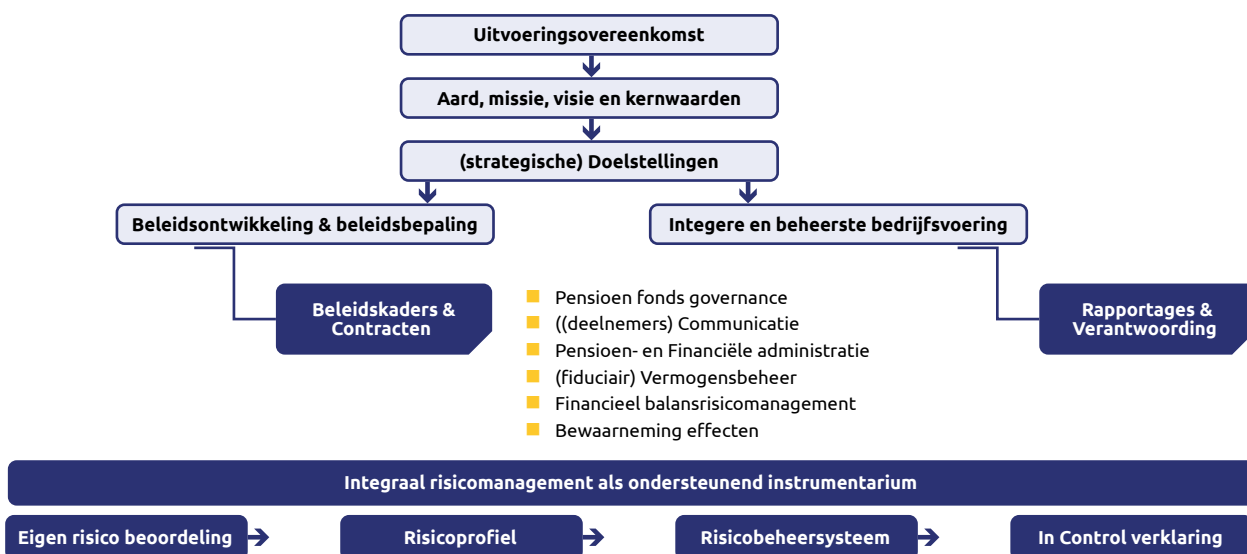 Uitvoeringsovereenkomst
Aard, missie, visie en kernwaarden
(strategische) Doelstellingen
Beleidsontwikkeling & beleidsbepaling
Integere en beheerste bedrijfsvoering
Beleidskaders &
Contracten
Pensioen fonds governance
((deelnemers) Communicatie
Pensioen- en Financiële administratie
(fiduciair) Vermogensbeheer
Financieel balansrisicomanagement
Bewaarneming effecten
Rapportages &
Verantwoording
Integraal risicomanagement als ondersteunend instrumentarium
Eigen risico beoordeling
Risicoprofiel
Risicobeheersysteem
In Control verklaring